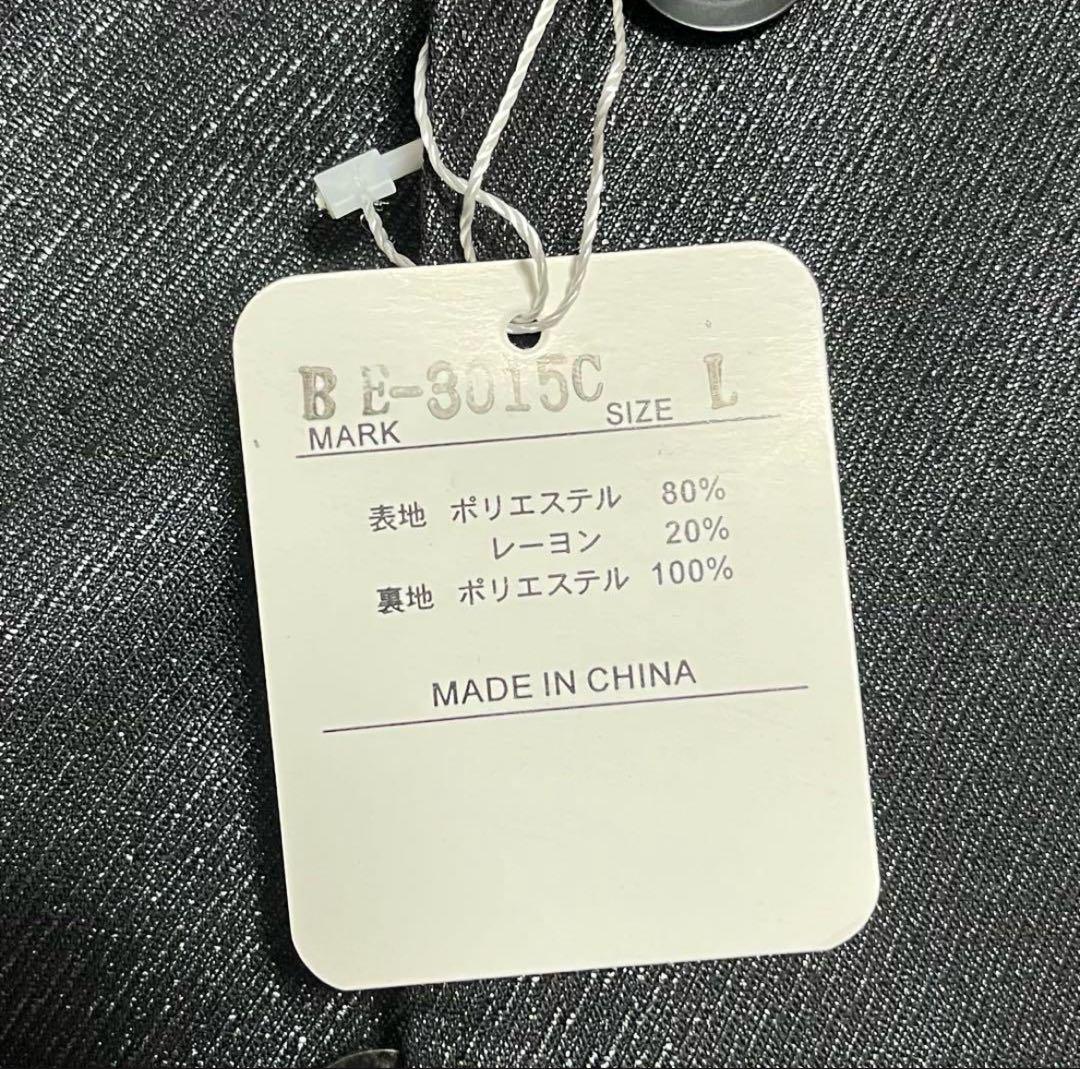 BE-3015C L
MARK SIZE
表地 ポリエステル 80%
レーヨン 20%
裏地 ポリエステル 100%
MADE IN CHINA